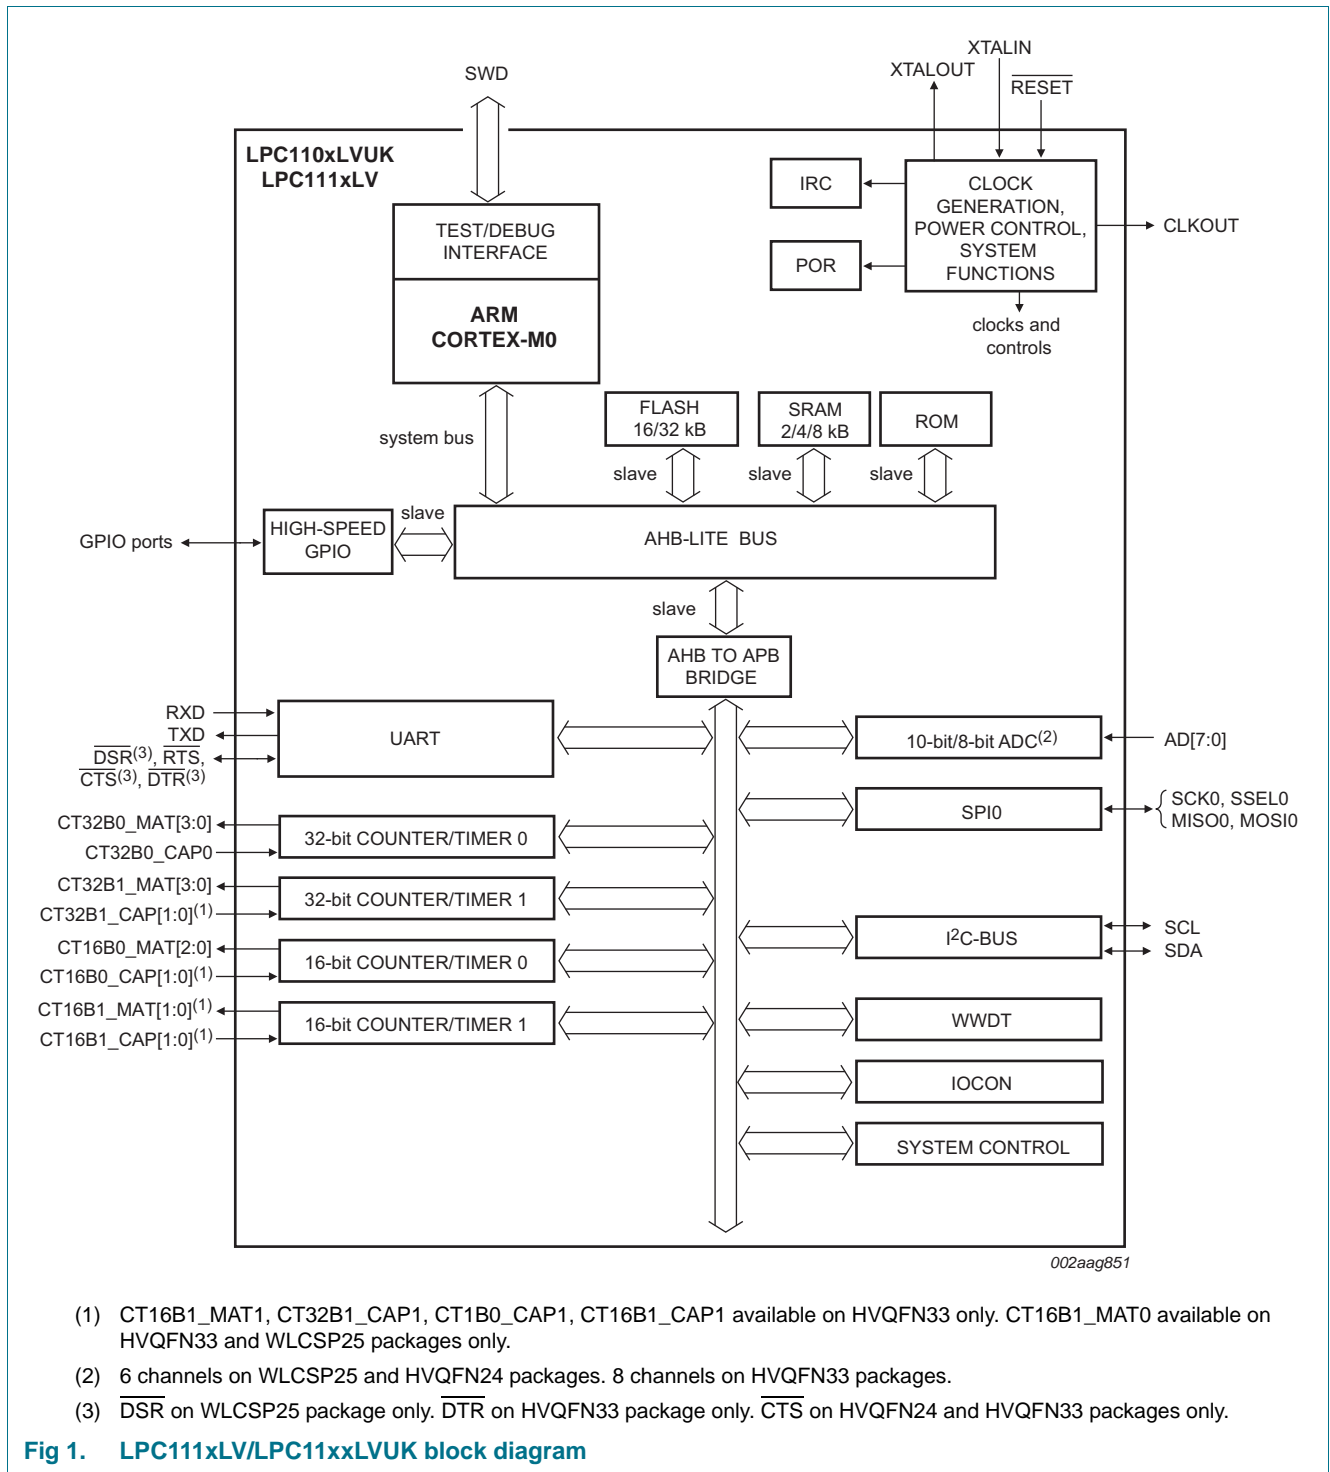 XTALIN
XTALOUT
SWD
RESET
LPC110xLVUK
LPC111xLV
IRC
CLOCK
GENERATION,
POWER CONTROL,
SYSTEM
FUNCTIONS
CLKOUT
POR
TEST/DEBUG
INTERFACE
ARM
CORTEX-M0
clocks and
controls
FLASH
16/32 kB
SRAM
2/4/8 kB
ROM
system bus
slave
slave
slave
GPIO ports
HIGH-SPEED
GPIO
slave
AHB-LITE BUS
slave
AHB TO APB
BRIDGE
RXD
TXD
DSR(3), RTS,
CTS(3), DTR(3)
UART
10-bit/8-bit ADC(2)
AD[7:0]
SPI0
SCK0, SSEL0
MISO0, MOSI0
CT32B0_MAT[3:0]
CT32B0_CAP0
32-bit COUNTER/TIMER 0
CT32B1_MAT[3:0]
CT32B1_CAP[1:0](1)
32-bit COUNTER/TIMER 1
I2C-BUS
SCL
SDA
CT16B0_MAT[2:0]
CT16B0_CAP[1:0](1)
16-bit COUNTER/TIMER 0
CT16B1_MAT[1:0](1)
CT16B1_CAP[1:0](1)
16-bit COUNTER/TIMER 1
WWDT
IOCON
SYSTEM CONTROL
002aag851
(1) CT16B1_MAT1, CT32B1_CAP1, CT1B0_CAP1, CT16B1_CAP1 available on HVQFN33 only. CT16B1_MAT0 available on
HVQFN33 and WLCSP25 packages only.
(2) 6 channels on WLCSP25 and HVQFN24 packages. 8 channels on HVQFN33 packages.
(3) DSR on WLCSP25 package only. DTR on HVQFN33 package only. CTS on HVQFN24 and HVQFN33 packages only.
Fig 1. LPC111xLV/LPC11xxLVUK block diagram